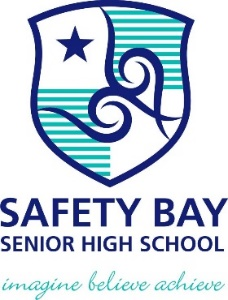 SAFETY BAY
SENIOR HIGH SCHOOL
imagine believe achieve